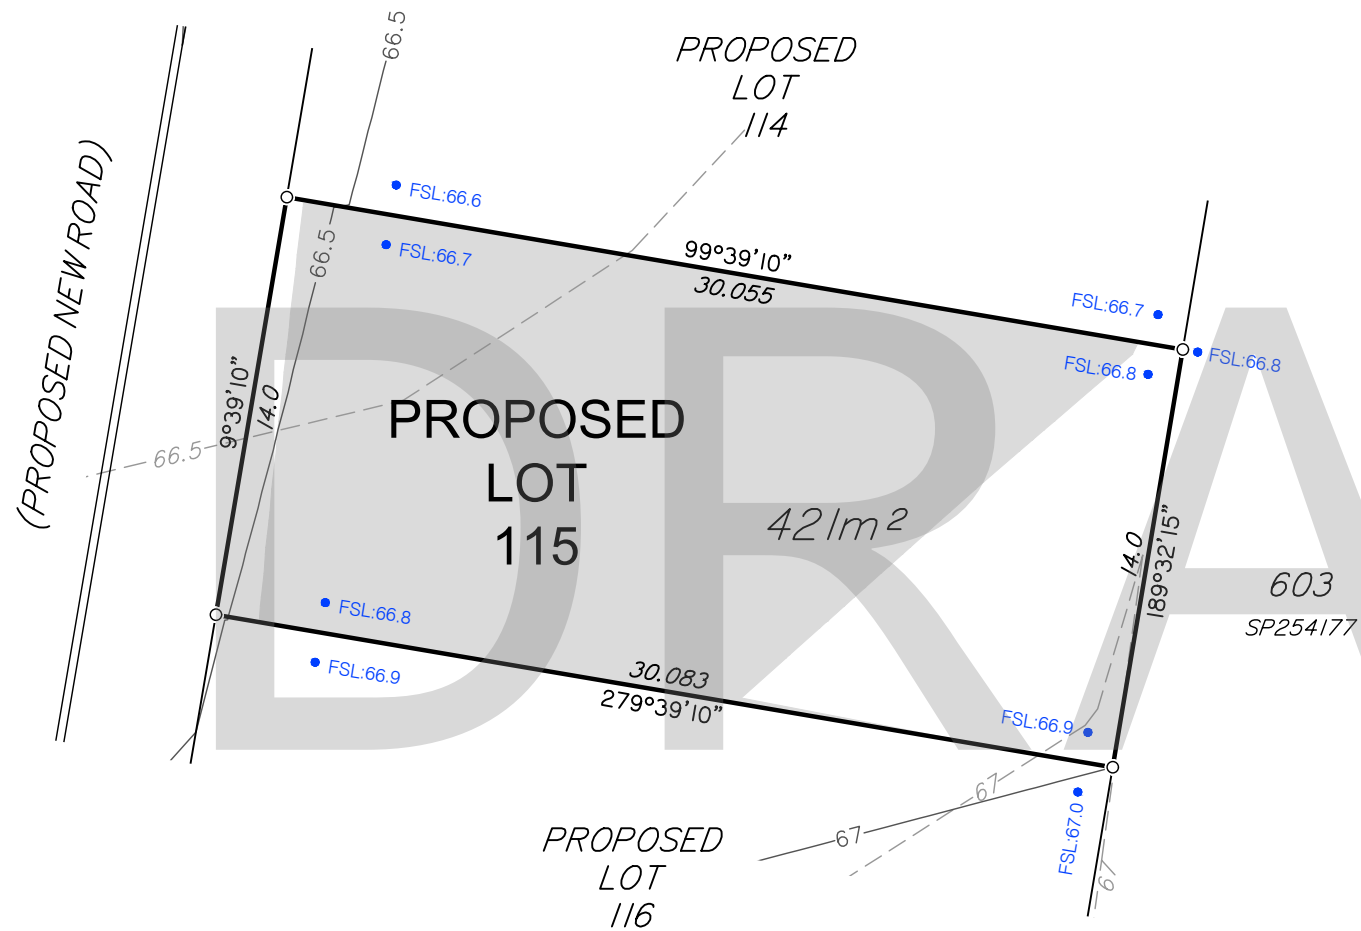 66.5
PROPOSED
LOT
114
(PROPOSED NEW ROAD)
FSL:66.6
66.5
FSL:66.7
99°39'10"
30.055
FSL:66.7
FSL:66.8
FSL:66.8
9°39'10"
14.0
66.5
PROPOSED
LOT
115
421m²
14.0
189°32'15"
603
SP254177
FSL:66.8
FSL:66.9
30.083
279°39'10"
FSL:66.9
67
67
FSL:67.0
67
PROPOSED
LOT
116
DRA